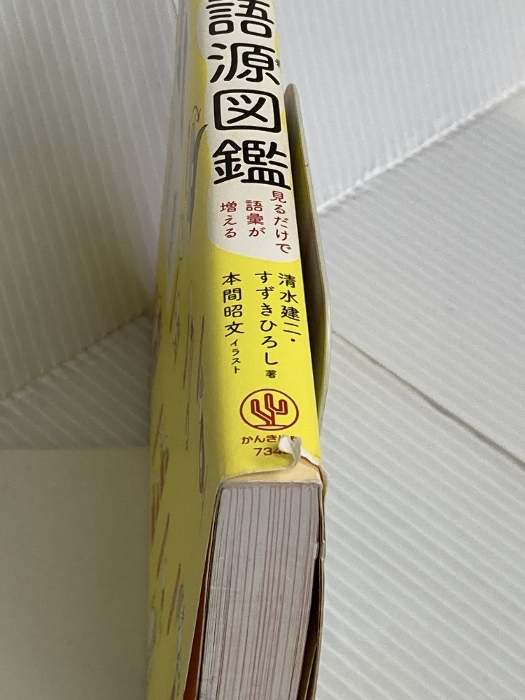 語源図鑑
見るだけで
語彙が
増える
清水建二・
すずきひろし 著
本間昭文 イラスト
かんき出
734